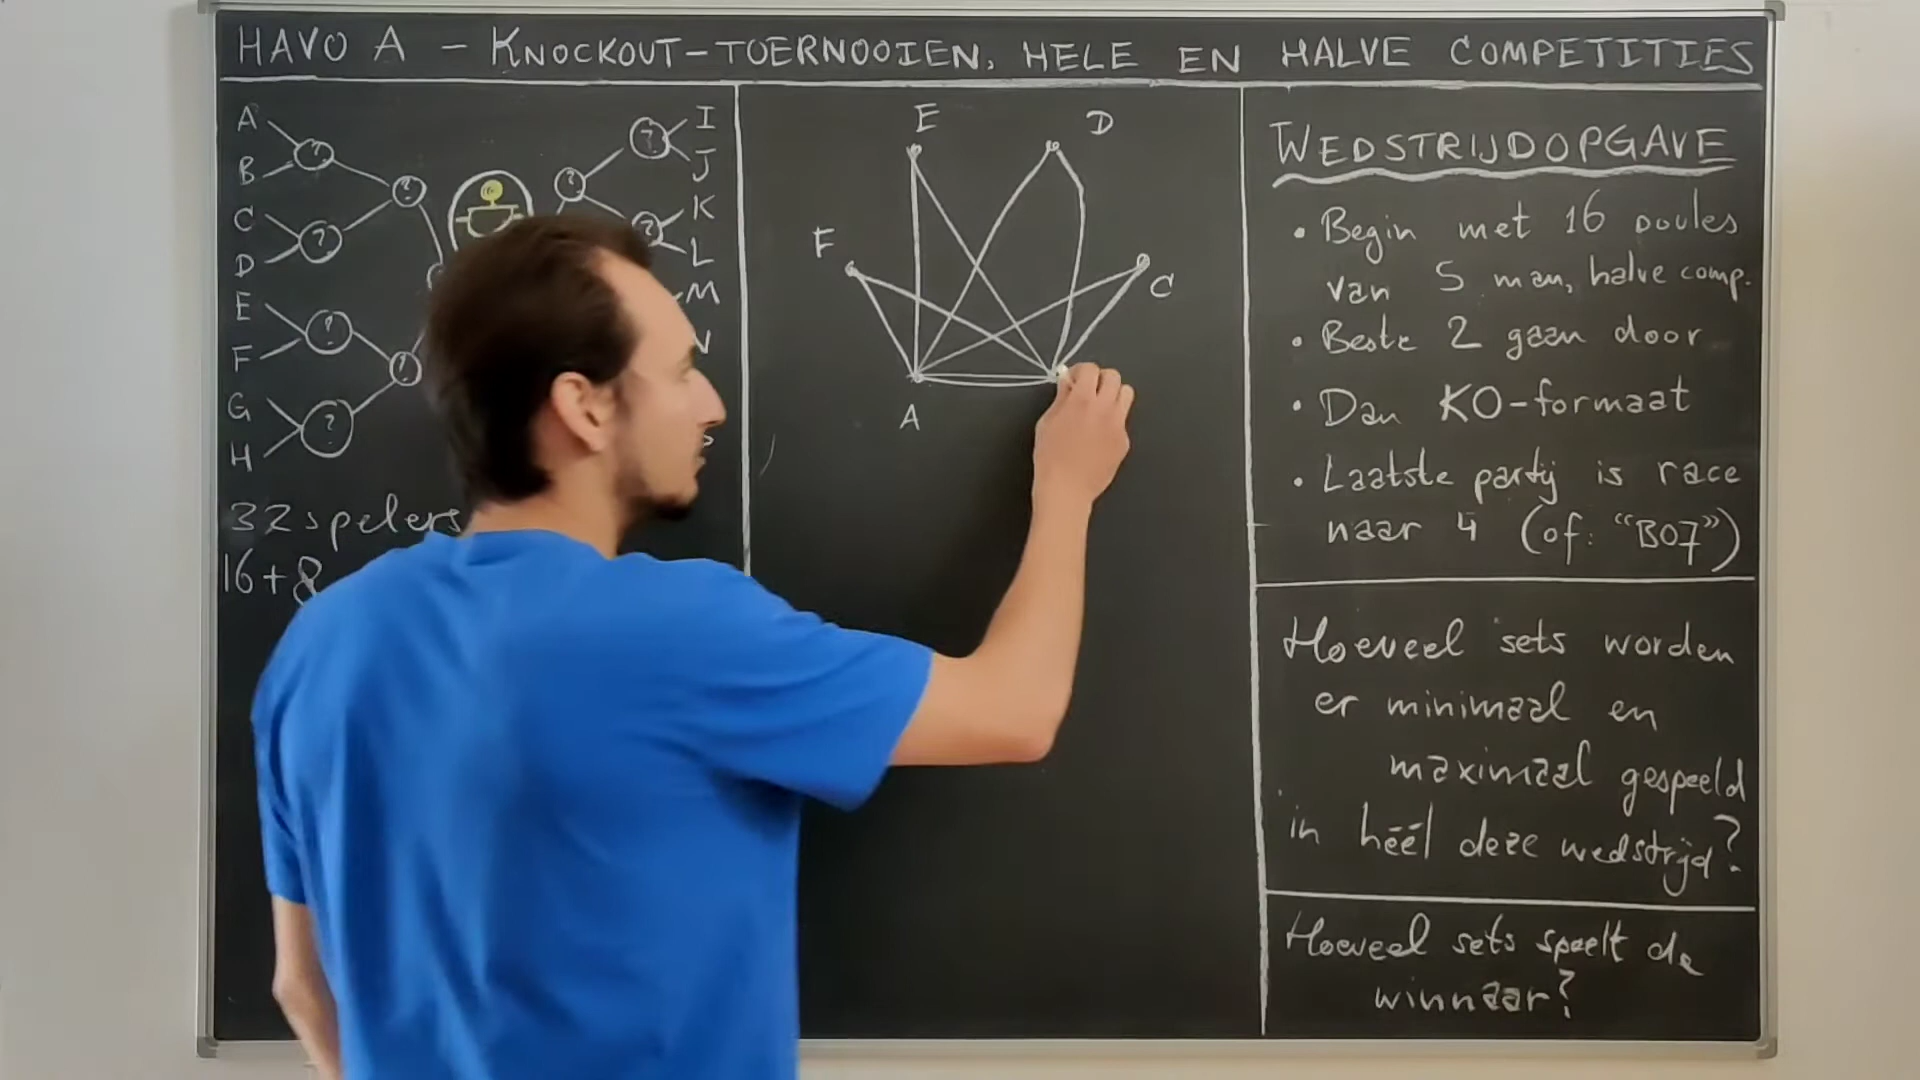 HAVO A - KNOCKOUT-TOERNOOIEN, HELE EN HALVE COMPETITIES
A
B
C
D
E
F
G
H
?
?
?
?
?
?
?
?
?
I
J
K
L
M
32 spelers
16+8
E
D
F
C
A
WEDSTRIJDOPGAVE
• Begin met 16 poules
van 5 man, halve comp.
• Beste 2 gaan door
• Dan KO-formaat
• Laatste partij is race
naar 4 (of: "BO7")
Hoeveel sets worden
er minimaal en
maximaal gespeeld
in héél deze wedstrijd?
Hoeveel sets speelt de
winnaar?